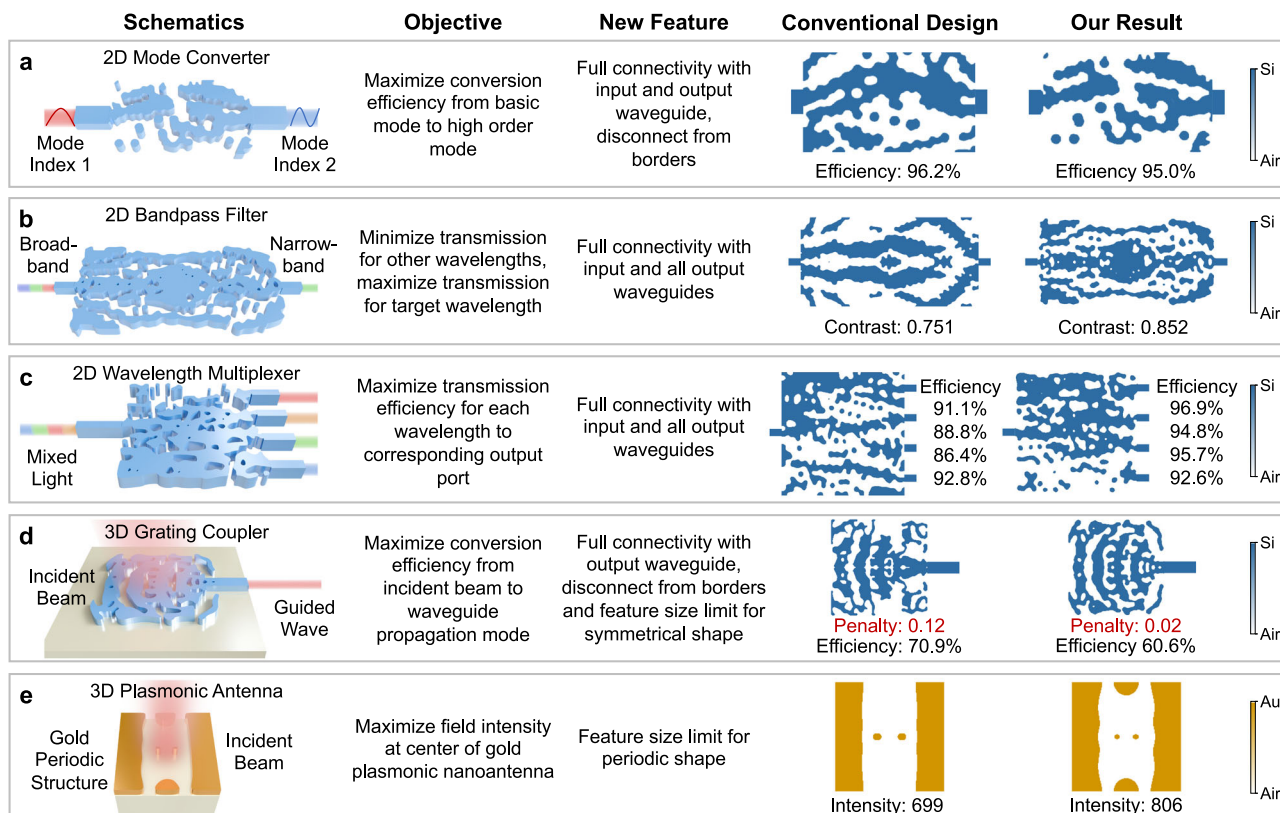 Schematics
Objective
New Feature
Conventional Design
Our Result
a
2D Mode Converter
Mode
Index 1
Mode
Index 2
Maximize conversion
efficiency from basic
mode to high order
mode
Full connectivity with
input and output
waveguide,
disconnect from
borders
Efficiency: 96.2%
Efficiency 95.0%
Si
Air
b
2D Bandpass Filter
Broad-
band
Narrow-
band
Minimize transmission
for other wavelengths,
maximize transmission
for target wavelength
Full connectivity with
input and all output
waveguides
Contrast: 0.751
Contrast: 0.852
Si
Air
c
2D Wavelength Multiplexer
Mixed
Light
Maximize transmission
efficiency for each
wavelength to
corresponding output
port
Full connectivity with
input and all output
waveguides
Efficiency
91.1%
88.8%
86.4%
92.8%
Efficiency
96.9%
94.8%
95.7%
92.6%
Si
Air
d
3D Grating Coupler
Incident
Beam
Guided
Wave
Maximize conversion
efficiency from
incident beam to
waveguide
propagation mode
Full connectivity with
output waveguide,
disconnect from borders
and feature size limit for
symmetrical shape
Penalty: 0.12
Efficiency: 70.9%
Penalty: 0.02
Efficiency 60.6%
Si
Air
e
3D Plasmonic Antenna
Gold
Periodic
Structure
Incident
Beam
Maximize field intensity
at center of gold
plasmonic nanoantenna
Feature size limit for
periodic shape
Intensity: 699
Intensity: 806
Au
Air